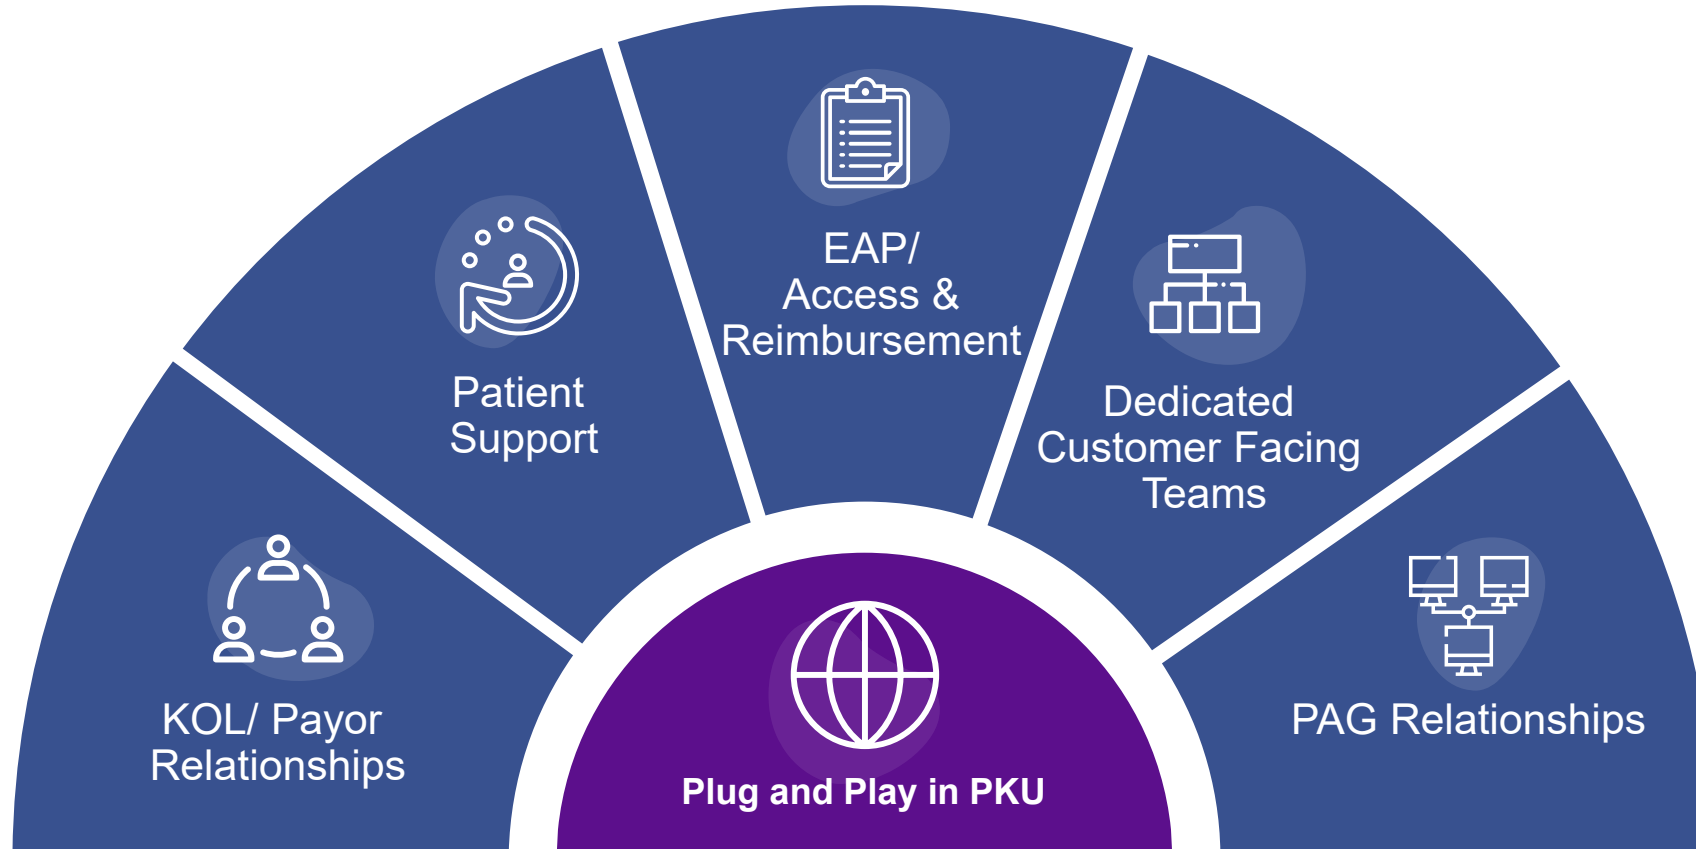 KOL/ Payor
Relationships
Patient
Support
EAP/
Access &
Reimbursement
Dedicated
Customer Facing
Teams
PAG Relationships
Plug and Play in PKU